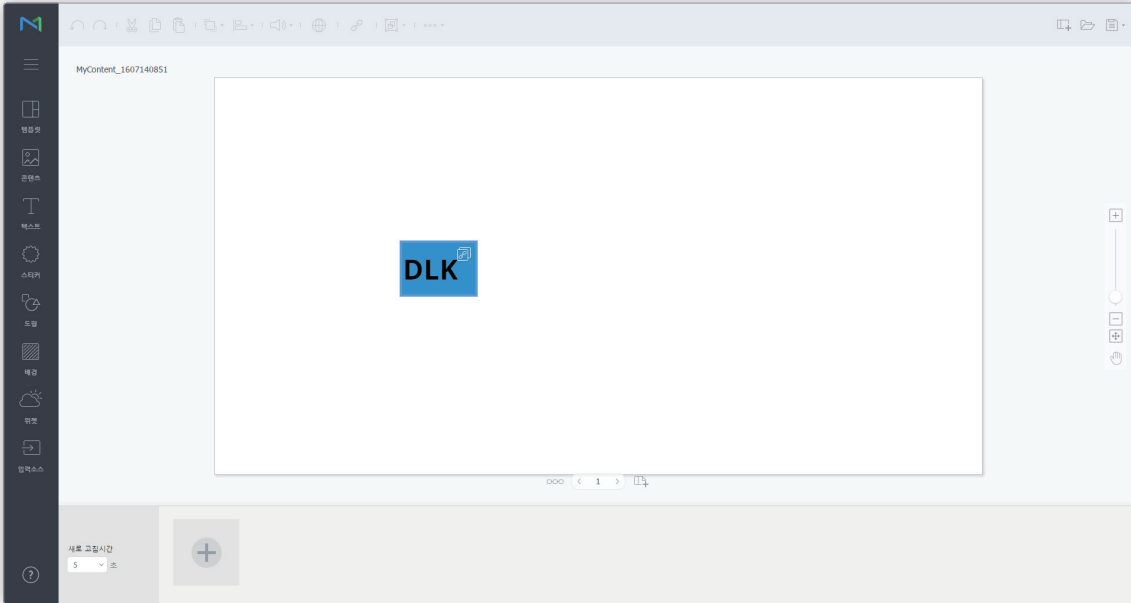 MyContent_1607140851
템플릿
콘텐츠
텍스트
스티커
도형
배경
위젯
입력소스
DLK
1
새로 고침시간
5 초